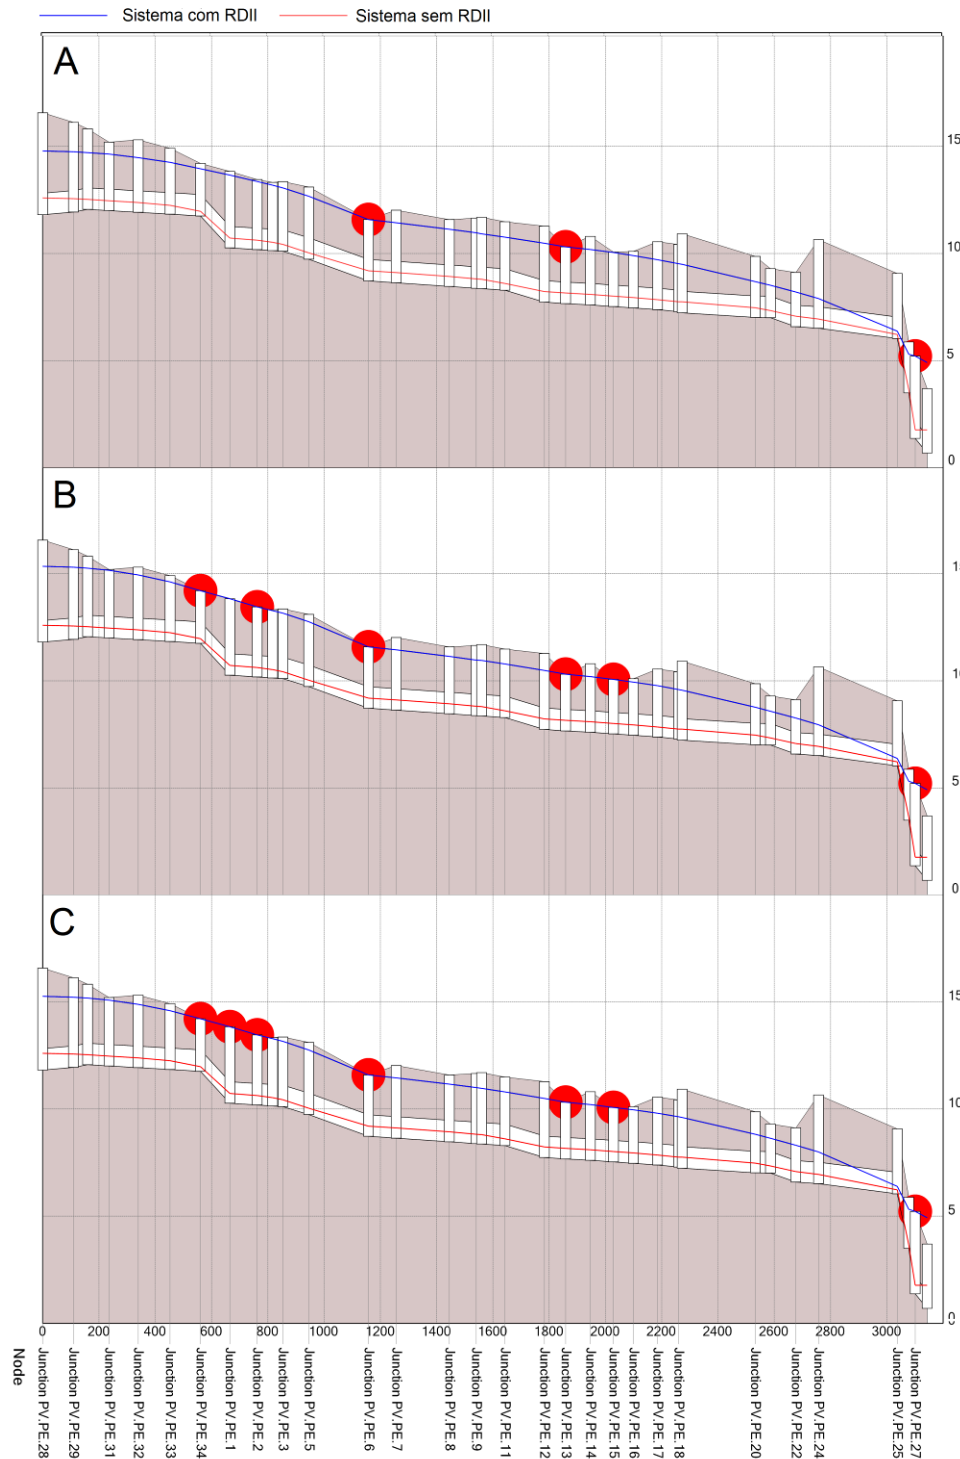 Sistema com RDII
Sistema sem RDII
A
15
10
5
0
B
15
10
5
0
C
15
10
5
0
0 200 400 600 800 1000 1200 1400 1600 1800 2000 2200 2400 2600 2800 3000
Node
Junction PV.PE.28
Junction PV.PE.29
Junction PV.PE.31
Junction PV.PE.32
Junction PV.PE.33
Junction PV.PE.34
Junction PV.PE.1
Junction PV.PE.2
Junction PV.PE.3
Junction PV.PE.5
Junction PV.PE.6
Junction PV.PE.7
Junction PV.PE.8
Junction PV.PE.9
Junction PV.PE.11
Junction PV.PE.12
Junction PV.PE.13
Junction PV.PE.14
Junction PV.PE.15
Junction PV.PE.16
Junction PV.PE.17
Junction PV.PE.18
Junction PV.PE.20
Junction PV.PE.22
Junction PV.PE.24
Junction PV.PE.25
Junction PV.PE.27